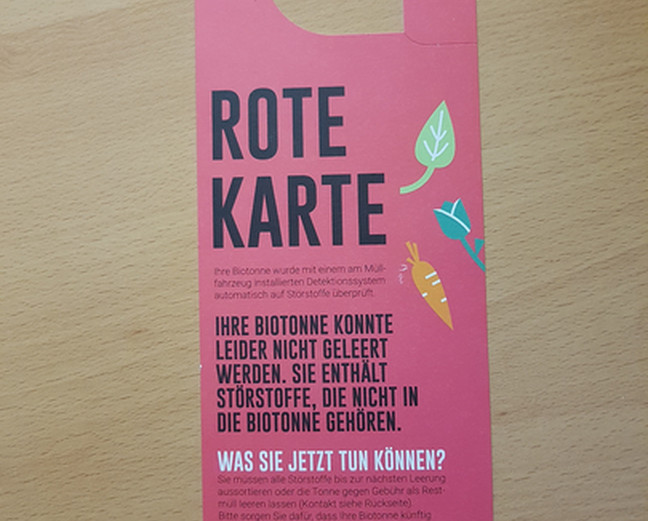 ROTE
KARTE
Ihre Biotonne wurde mit einem am Müll-
fahrzeug installierten Detektionssystem
automatisch auf Störstoffe überprüft.
IHRE BIOTONNE KONNTE
LEIDER NICHT GELEERT
WERDEN. SIE ENTHÄLT
STÖRSTOFFE, DIE NICHT IN
DIE BIOTONNE GEHÖREN.
WAS SIE JETZT TUN KÖNNEN?
Sie müssen alle Störstoffe bis zur nächsten Leerung
aussortieren oder die Tonne gegen Gebühr als Rest-
müll leeren lassen (Kontakt siehe Rückseite).
Bitte sorgen Sie dafür, dass Ihre Biotonne künftig